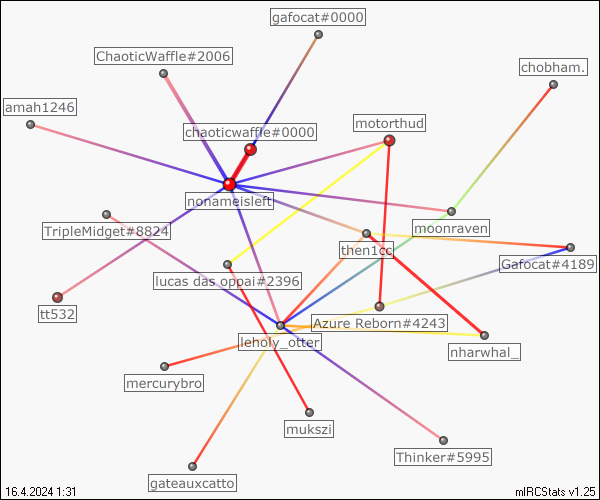 gafocat#0000
ChaoticWaffle#2006
chobham.
amah1246
chaoticwaffle#0000
motorthud
nonameisleft
moonraven
TripleMidget#8824
then1cc
Gafocat#4189
lucas das oppai#2396
tt532
Azure Reborn#4243
leholy_otter
nharwhal_
mercurybro
mukszi
Thinker#5995
gateauxcatto
16.4.2024 1:31
mIRCStats v1.25